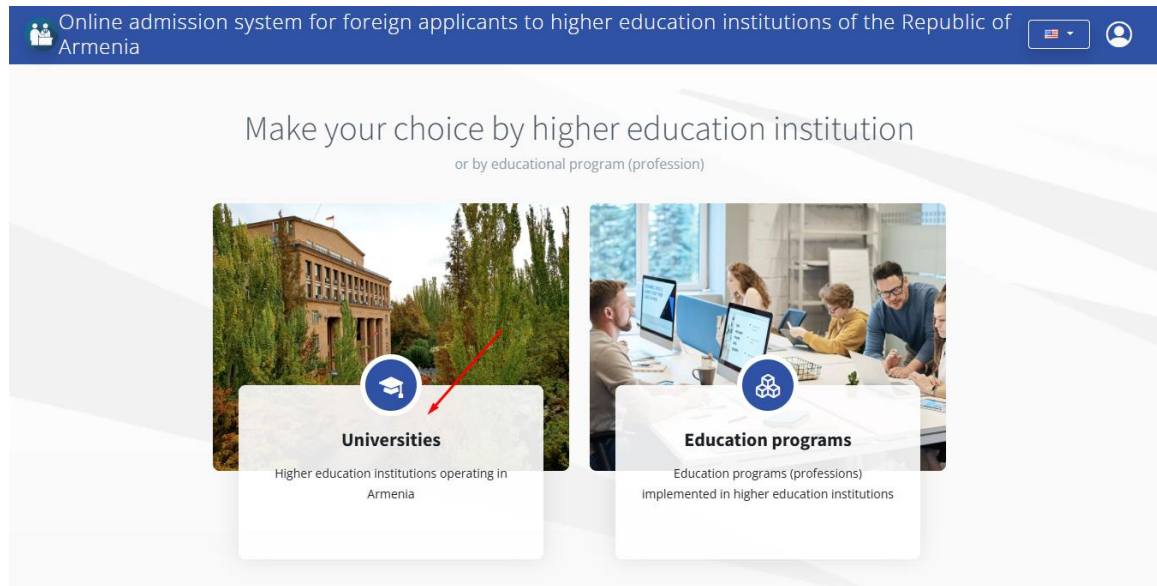 Online admission system for foreign applicants to higher education institutions of the Republic of
Armenia
Make your choice by higher education institution
or by educational program (profession)
Universities
Higher education institutions operating in
Armenia
Education programs
Education programs (professions)
implemented in higher education institutions